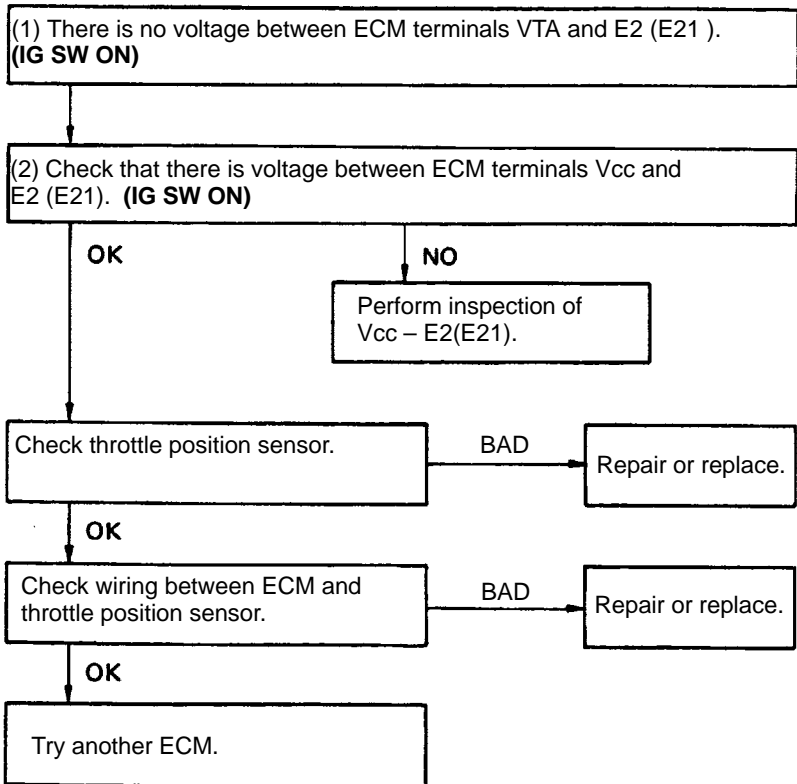 (1) There is no voltage between ECM terminals VTA and E2 (E21 ).
(IG SW ON)
(2) Check that there is voltage between ECM terminals Vcc and
E2 (E21). (IG SW ON)
OK
NO
Perform inspection of
Vcc – E2(E21).
Check throttle position sensor.
BAD
Repair or replace.
OK
Check wiring between ECM and
throttle position sensor.
BAD
Repair or replace.
OK
Try another ECM.